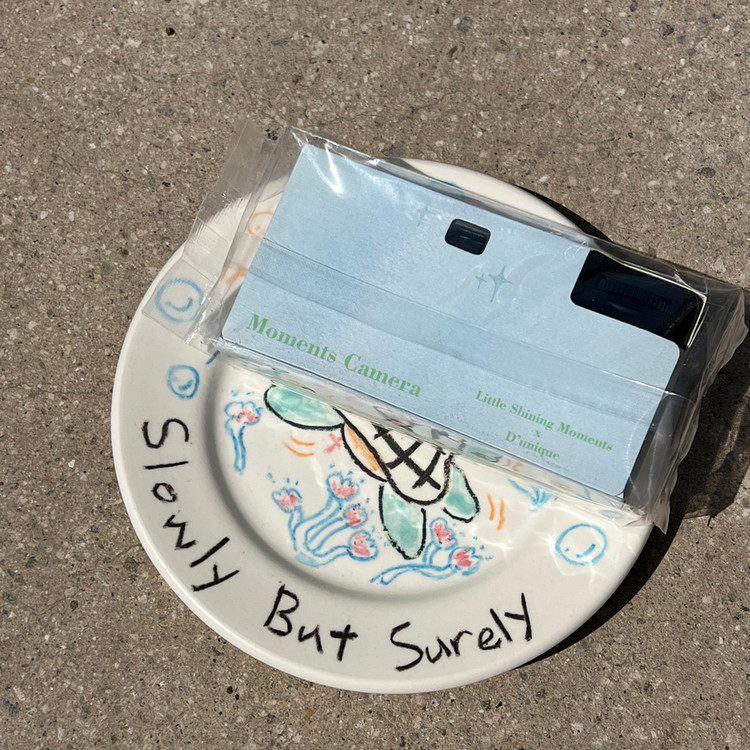 Moments Camera
Little Shining Moments
x
D'unique
Slowly But Surely